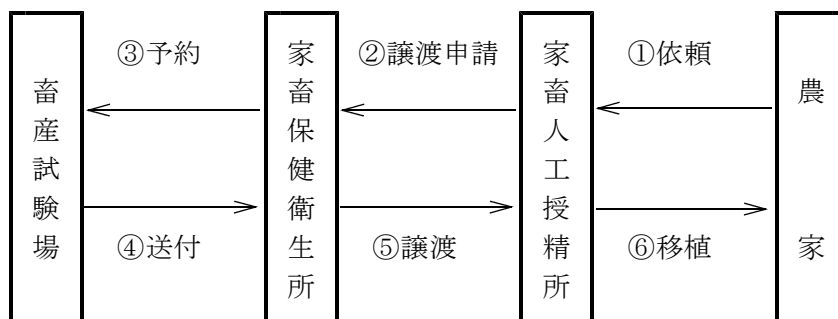 ③予約
②譲渡申請
①依頼
畜産試験場
家畜保健衛生所
家畜人工授精所
農家
④送付
⑤譲渡
⑥移植